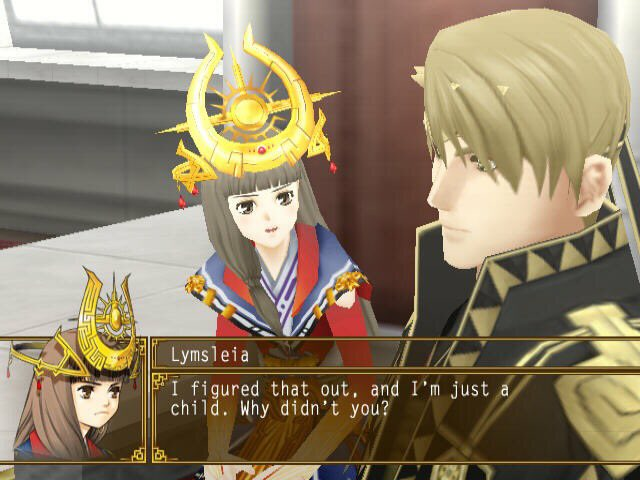 Lymsleia
I figured that out, and I'm just a
child. Why didn't you?